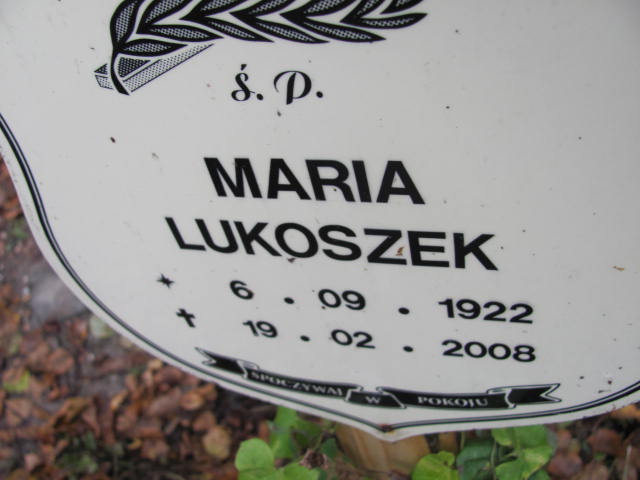 ś. p.
MARIA
LUKOSZEK
6 . 09 . 1922
✝ 19 . 02 . 2008
SPOCZYWAJ W POKOJU